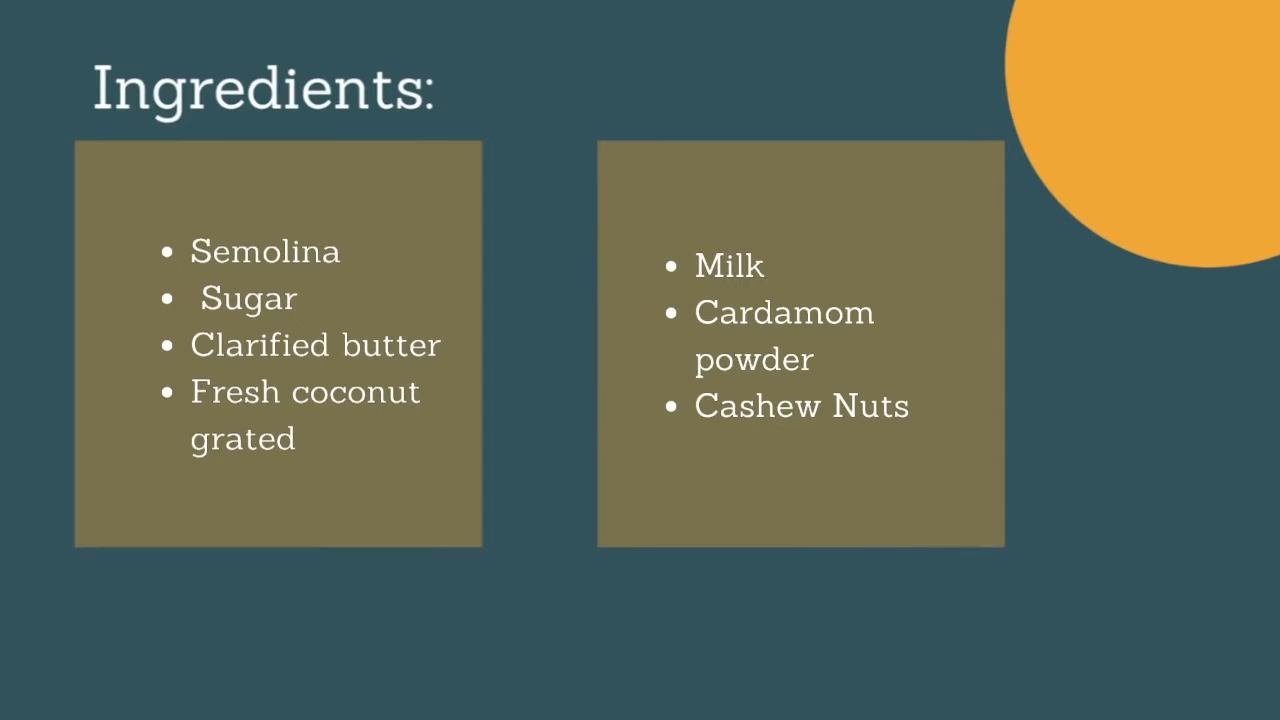 Ingredients:
• Semolina
• Sugar
• Clarified butter
• Fresh coconut
grated
• Milk
• Cardamom
powder
• Cashew Nuts